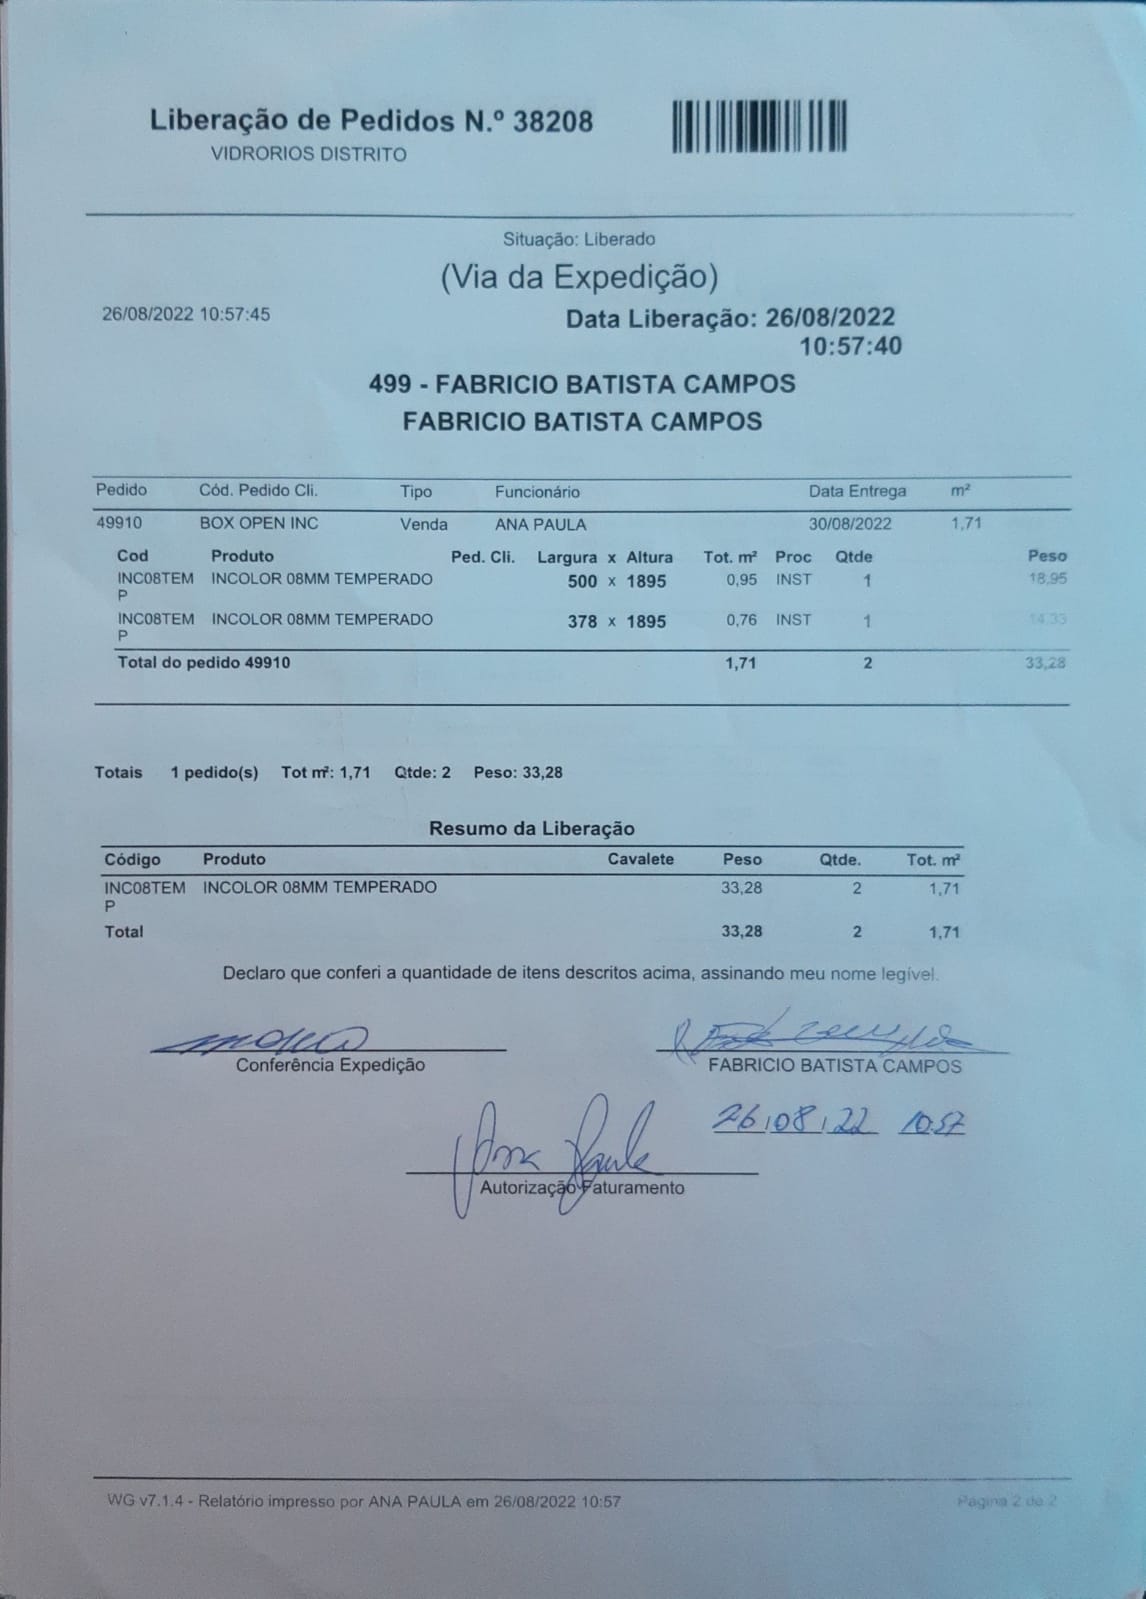 Liberação de Pedidos N.º 38208
VIDRORIOS DISTRITO
Situação: Liberado
(Via da Expedição)
26/08/2022 10:57:45
Data Liberação: 26/08/2022
10:57:40
499 - FABRICIO BATISTA CAMPOS
FABRICIO BATISTA CAMPOS
Pedido Cód. Pedido Cli. Tipo Funcionário Data Entrega m²
49910 BOX OPEN INC Venda ANA PAULA 30/08/2022 1,71
Cod Produto Ped. Cli. Largura x Altura Tot. m² Proc Qtde Peso
INC08TEM INCOLOR 08MM TEMPERADO 500 x 1895 0,95 INST 1 18,95
P
INC08TEM INCOLOR 08MM TEMPERADO 378 x 1895 0,76 INST 1 14,33
P
Total do pedido 49910 1,71 2 33,28
Totais 1 pedido(s) Tot m²: 1,71 Qtde: 2 Peso: 33,28
Resumo da Liberação
Código Produto Cavalete Peso Qtde. Tot. m²
INC08TEM INCOLOR 08MM TEMPERADO 33,28 2 1,71
P
Total 33,28 2 1,71
Declaro que conferi a quantidade de itens descritos acima, assinando meu nome legível.
Conferência Expedição
FABRICIO BATISTA CAMPOS
26/08/22 10:57
Ana Paula
Autorização Faturamento
WG v7.1.4 - Relatório impresso por ANA PAULA em 26/08/2022 10:57
Página 2 de 2